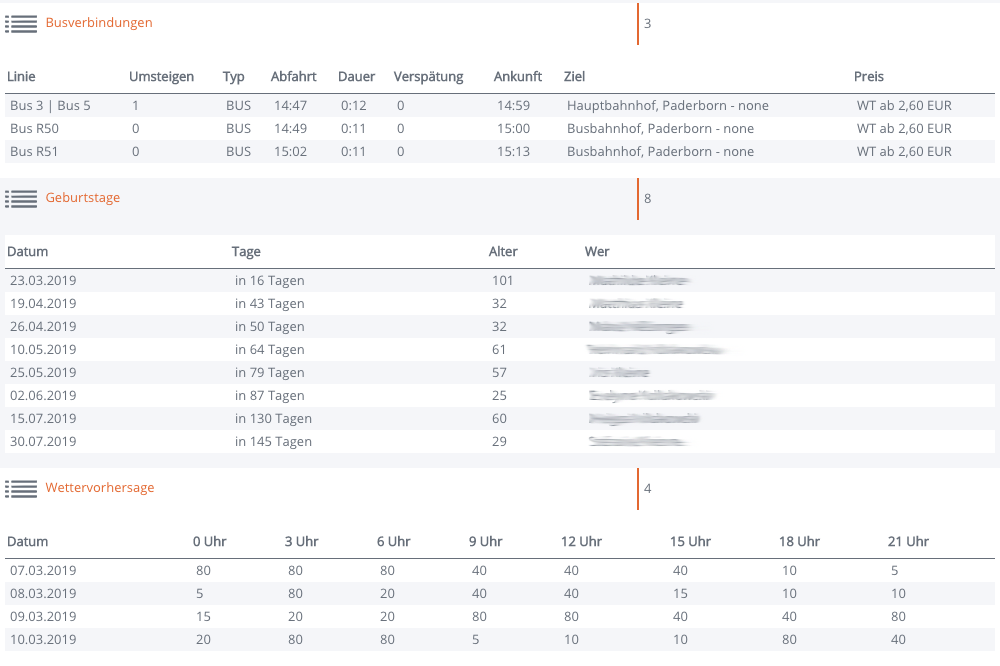 Busverbindungen 3
Linie Umsteigen Typ Abfahrt Dauer Verspätung Ankunft Ziel Preis
Bus 3 | Bus 5 1 BUS 14:47 0:12 0 14:59 Hauptbahnhof, Paderborn - none WT ab 2,60 EUR
Bus R50 0 BUS 14:49 0:11 0 15:00 Busbahnhof, Paderborn - none WT ab 2,60 EUR
Bus R51 0 BUS 15:02 0:11 0 15:13 Busbahnhof, Paderborn - none WT ab 2,60 EUR
Geburtstage 8
Datum Tage Alter Wer
23.03.2019 in 16 Tagen 101
19.04.2019 in 43 Tagen 32
26.04.2019 in 50 Tagen 32
10.05.2019 in 64 Tagen 61
25.05.2019 in 79 Tagen 57
02.06.2019 in 87 Tagen 25
15.07.2019 in 130 Tagen 60
30.07.2019 in 145 Tagen 29
Wettervorhersage 4
Datum 0 Uhr 3 Uhr 6 Uhr 9 Uhr 12 Uhr 15 Uhr 18 Uhr 21 Uhr
07.03.2019 80 80 80 40 40 40 10 5
08.03.2019 5 80 20 40 40 15 10 10
09.03.2019 15 20 20 80 80 40 40 80
10.03.2019 20 80 80 5 10 10 80 40